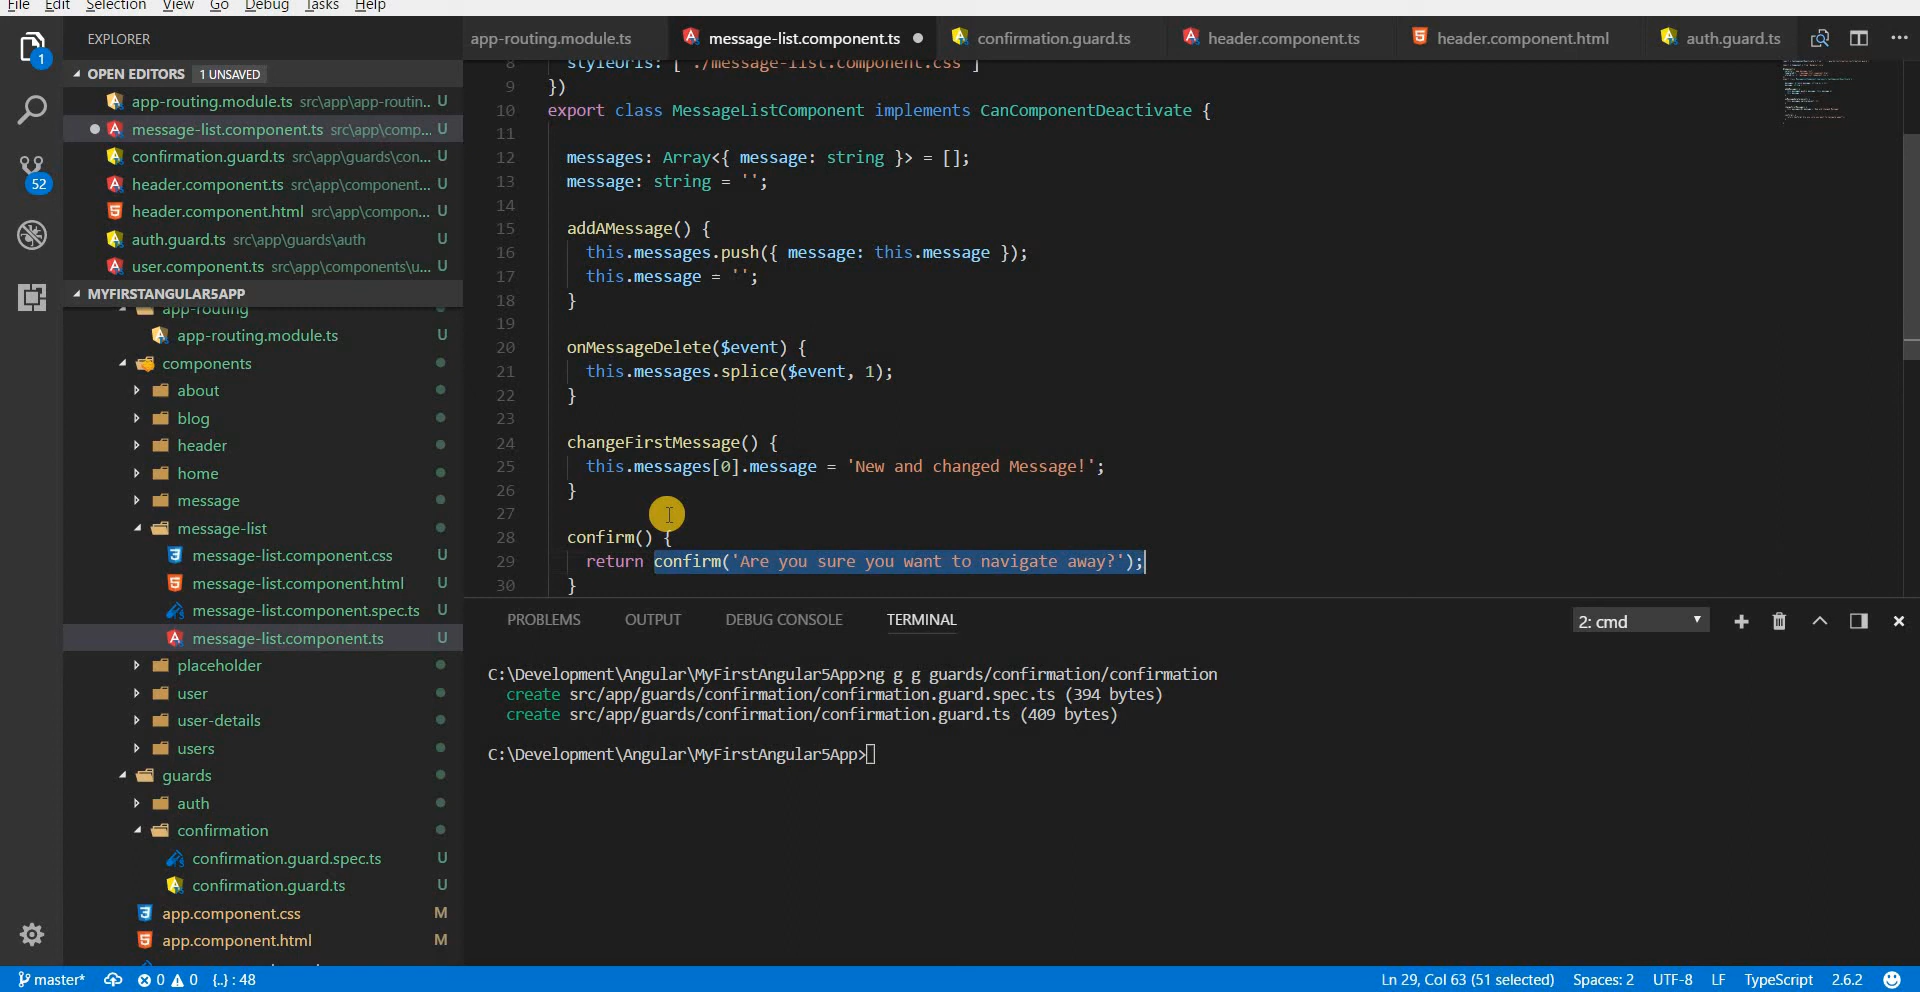 File Edit Selection View Go Debug Tasks Help
EXPLORER
OPEN EDITORS 1 UNSAVED
app-routing.module.ts src\app\app-routin.. U
message-list.component.ts src\app\comp... U
confirmation.guard.ts src\app\guards\con... U
header.component.ts src\app\component... U
header.component.html src\app\compon... U
auth.guard.ts src\app\guards\auth U
user.component.ts src\app\components\u... U
MYFIRSTANGULAR5APP
app-routing
app-routing.module.ts U
components
about
blog
header
home
message
message-list
message-list.component.css U
message-list.component.html U
message-list.component.spec.ts U
message-list.component.ts U
placeholder
user
user-details
users
guards
auth
confirmation
confirmation.guard.spec.ts U
confirmation.guard.ts U
app.component.css M
app.component.html M
1
52
app-routing.module.ts message-list.component.ts confirmation.guard.ts header.component.ts header.component.html auth.guard.ts
8 styleUrls: [ './message-list.component.css' ]
9 })
10 export class MessageListComponent implements CanComponentDeactivate {
11
12 messages: Array<{ message: string }> = [];
13 message: string = '';
14
15 addAMessage() {
16 this.messages.push({ message: this.message });
17 this.message = '';
18 }
19
20 onMessageDelete($event) {
21 this.messages.splice($event, 1);
22 }
23
24 changeFirstMessage() {
25 this.messages[0].message = 'New and changed Message!';
26 }
27
28 confirm() {
29 return confirm('Are you sure you want to navigate away?');
30 }
PROBLEMS OUTPUT DEBUG CONSOLE TERMINAL 2: cmd
C:\Development\Angular\MyFirstAngular5App>ng g g guards/confirmation/confirmation
create src/app/guards/confirmation/confirmation.guard.spec.ts (394 bytes)
create src/app/guards/confirmation/confirmation.guard.ts (409 bytes)
C:\Development\Angular\MyFirstAngular5App>
master* 0 0 {..} : 48 Ln 29, Col 63 (51 selected) Spaces: 2 UTF-8 LF TypeScript 2.6.2